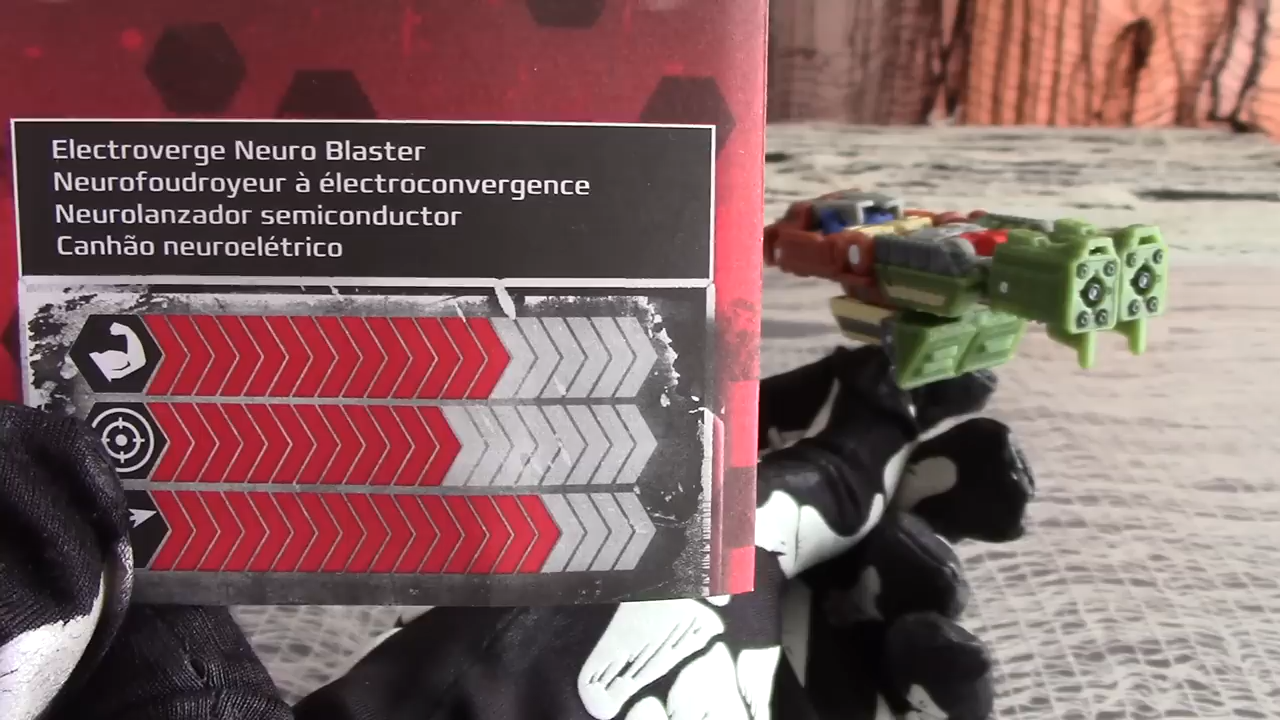 Electroverge Neuro Blaster
Neurofoudroyeur à électroconvergence
Neurolanzador semiconductor
Canhão neuroelétrico